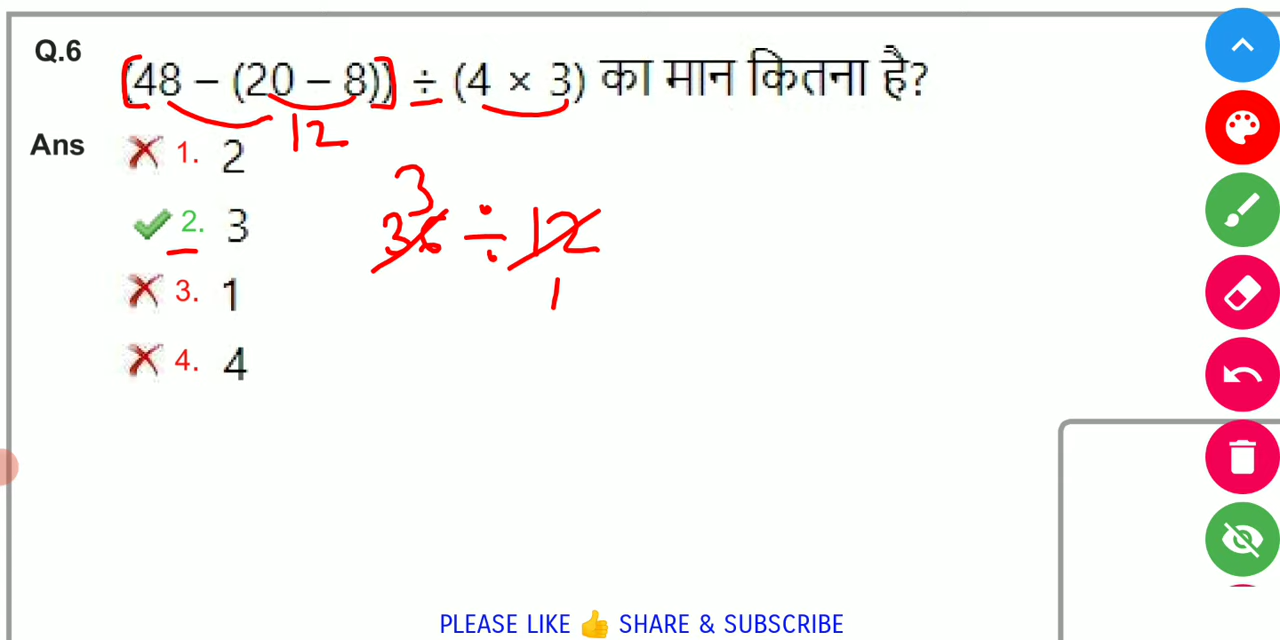 Q.6 (48 – (20 – 8)) ÷ (4 × 3) का मान कितना है?
12
Ans 1. 2
3
2. 3
36 ÷ 12
1
3. 1
4. 4
PLEASE LIKE 👍 SHARE & SUBSCRIBE